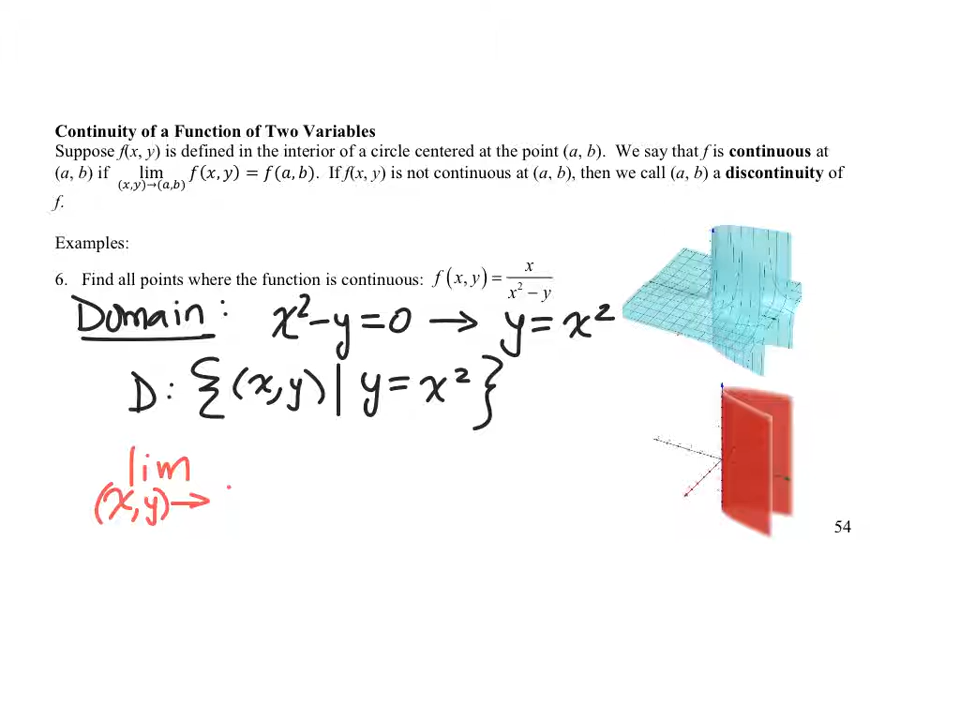 Continuity of a Function of Two Variables
Suppose f(x, y) is defined in the interior of a circle centered at the point (a, b). We say that f is continuous at
(a, b) if lim (x,y)→(a,b) f(x, y) = f(a, b). If f(x, y) is not continuous at (a, b), then we call (a, b) a discontinuity of
f.
Examples:
6. Find all points where the function is continuous: f(x, y) = x / (x² − y)
Domain: x²-y=0 → y=x²
D: {(x,y) | y=x²}
lim
(x,y)→
54